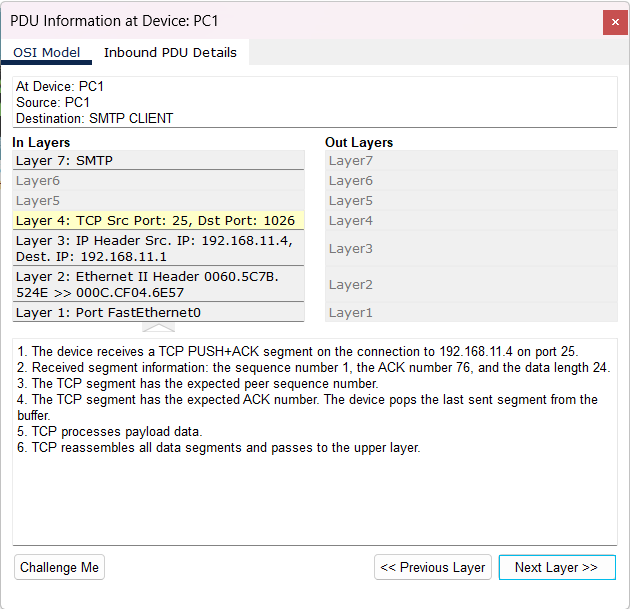 PDU Information at Device: PC1
OSI Model
Inbound PDU Details
At Device: PC1
Source: PC1
Destination: SMTP CLIENT
In Layers
Layer 7: SMTP
Layer6
Layer5
Layer 4: TCP Src Port: 25, Dst Port: 1026
Layer 3: IP Header Src. IP: 192.168.11.4,
Dest. IP: 192.168.11.1
Layer 2: Ethernet II Header 0060.5C7B.
524E >> 000C.CF04.6E57
Layer 1: Port FastEthernet0
Out Layers
Layer7
Layer6
Layer5
Layer4
Layer3
Layer2
Layer1
1. The device receives a TCP PUSH+ACK segment on the connection to 192.168.11.4 on port 25.
2. Received segment information: the sequence number 1, the ACK number 76, and the data length 24.
3. The TCP segment has the expected peer sequence number.
4. The TCP segment has the expected ACK number. The device pops the last sent segment from the
buffer.
5. TCP processes payload data.
6. TCP reassembles all data segments and passes to the upper layer.
Challenge Me
<< Previous Layer
Next Layer >>